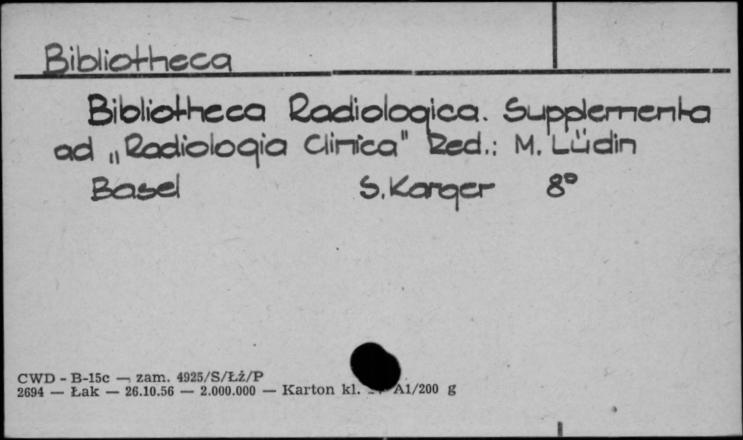 Bibliotheca
Bibliotheca Radiologica. Supplementa
ad „Radiologia Clinica" Red.: M. Lüdin
Basel S. Karger 8°
CWD - B-15c — zam. 4925/S/Łż/P
2694 — Łak — 26.10.56 — 2.000.000 — Karton kl. A1/200 g